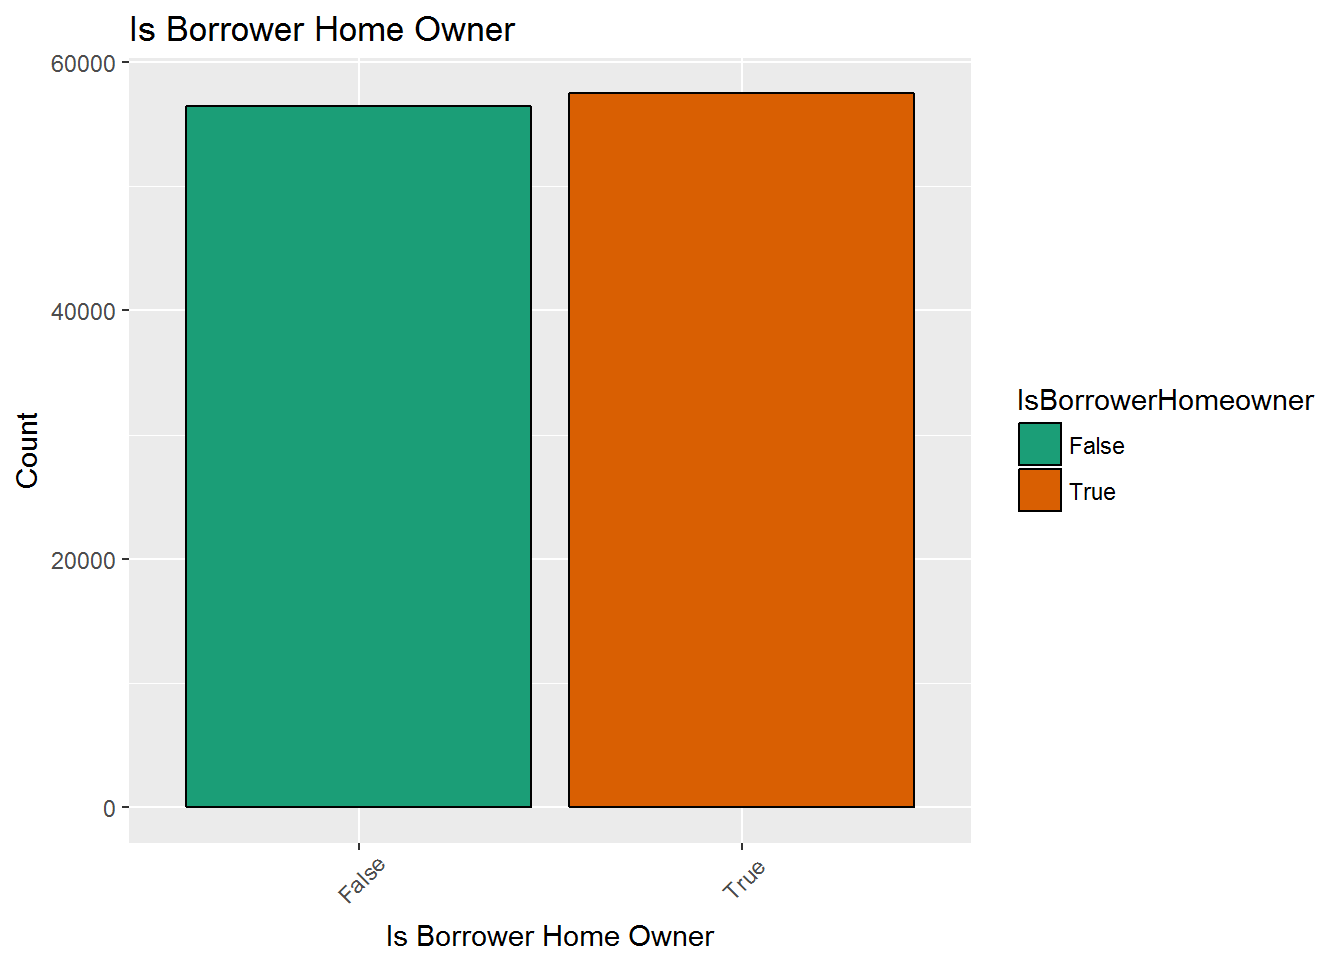 Is Borrower Home Owner
60000
40000
20000
0
Count
False
True
Is Borrower Home Owner
IsBorrowerHomeowner
False
True